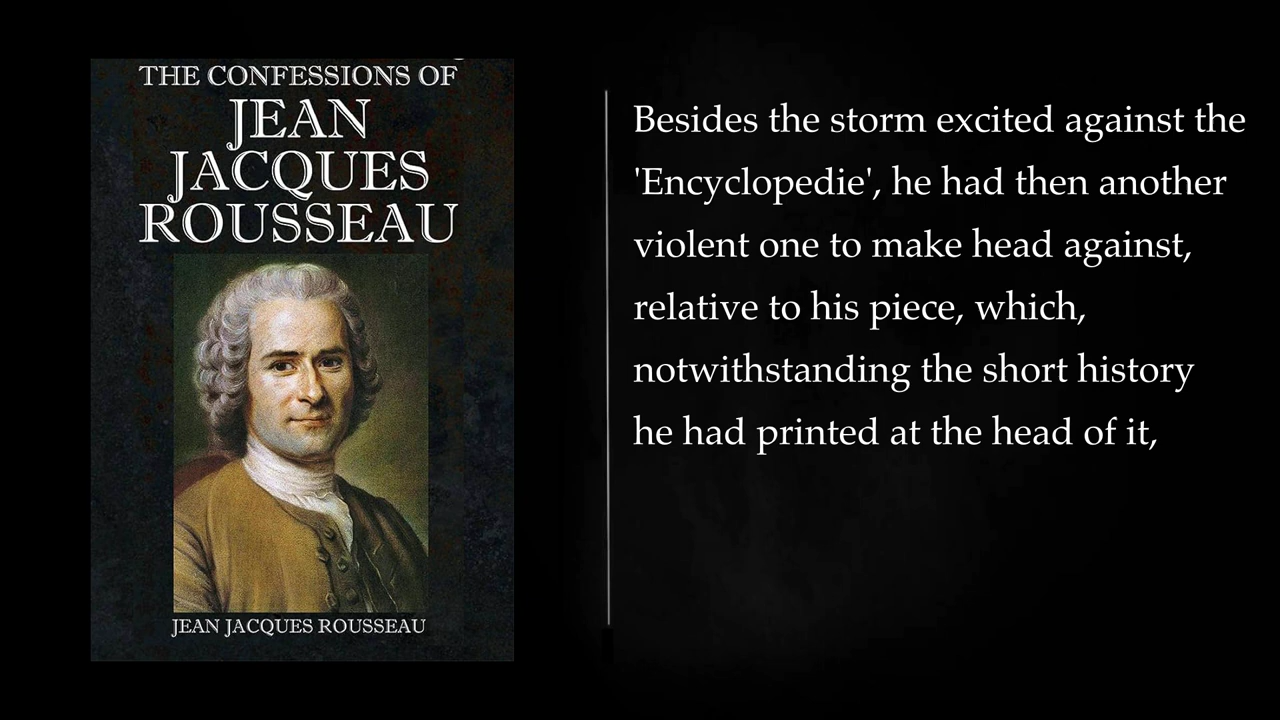 THE CONFESSIONS OF
JEAN
JACQUES
ROUSSEAU
JEAN JACQUES ROUSSEAU
Besides the storm excited against the
'Encyclopedie', he had then another
violent one to make head against,
relative to his piece, which,
notwithstanding the short history
he had printed at the head of it,